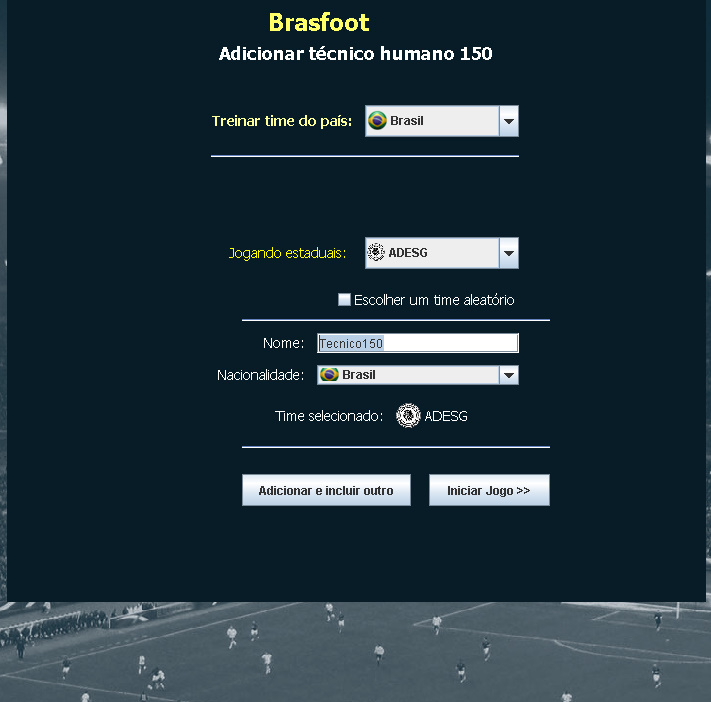 Brasfoot
Adicionar técnico humano 150
Treinar time do país: Brasil
Jogando estaduais: ADESG
Escolher um time aleatório
Nome: Tecnico150
Nacionalidade: Brasil
Time selecionado: ADESG
Adicionar e incluir outro Iniciar Jogo >>